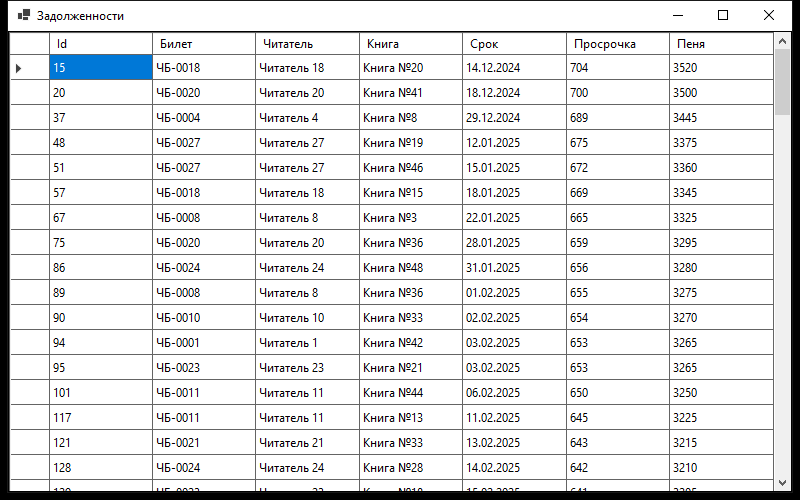 Задолженности
Id Билет Читатель Книга Срок Просрочка Пеня
15 ЧБ-0018 Читатель 18 Книга №20 14.12.2024 704 3520
20 ЧБ-0020 Читатель 20 Книга №41 18.12.2024 700 3500
37 ЧБ-0004 Читатель 4 Книга №8 29.12.2024 689 3445
48 ЧБ-0027 Читатель 27 Книга №19 12.01.2025 675 3375
51 ЧБ-0027 Читатель 27 Книга №46 15.01.2025 672 3360
57 ЧБ-0018 Читатель 18 Книга №15 18.01.2025 669 3345
67 ЧБ-0008 Читатель 8 Книга №3 22.01.2025 665 3325
75 ЧБ-0020 Читатель 20 Книга №36 28.01.2025 659 3295
86 ЧБ-0024 Читатель 24 Книга №48 31.01.2025 656 3280
89 ЧБ-0008 Читатель 8 Книга №36 01.02.2025 655 3275
90 ЧБ-0010 Читатель 10 Книга №33 02.02.2025 654 3270
94 ЧБ-0001 Читатель 1 Книга №42 03.02.2025 653 3265
95 ЧБ-0023 Читатель 23 Книга №21 03.02.2025 653 3265
101 ЧБ-0011 Читатель 11 Книга №44 06.02.2025 650 3250
117 ЧБ-0011 Читатель 11 Книга №13 11.02.2025 645 3225
121 ЧБ-0021 Читатель 21 Книга №33 13.02.2025 643 3215
128 ЧБ-0024 Читатель 24 Книга №28 14.02.2025 642 3210